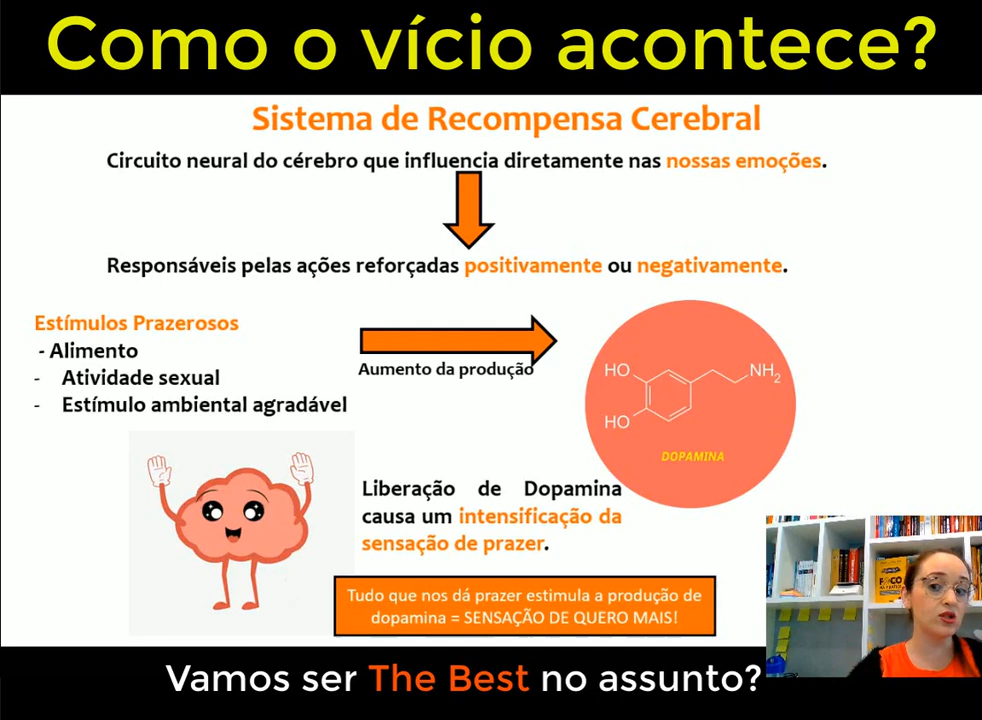 Como o vício acontece?
Sistema de Recompensa Cerebral
Circuito neural do cérebro que influencia diretamente nas nossas emoções.
Responsáveis pelas ações reforçadas positivamente ou negativamente.
Estímulos Prazerosos
- Alimento
- Atividade sexual
- Estímulo ambiental agradável
Aumento da produção
HO
NH2
HO
DOPAMINA
Liberação de Dopamina
causa um intensificação da
sensação de prazer.
Tudo que nos dá prazer estimula a produção de
dopamina = SENSAÇÃO DE QUERO MAIS!
FOCO
Vamos ser The Best no assunto?